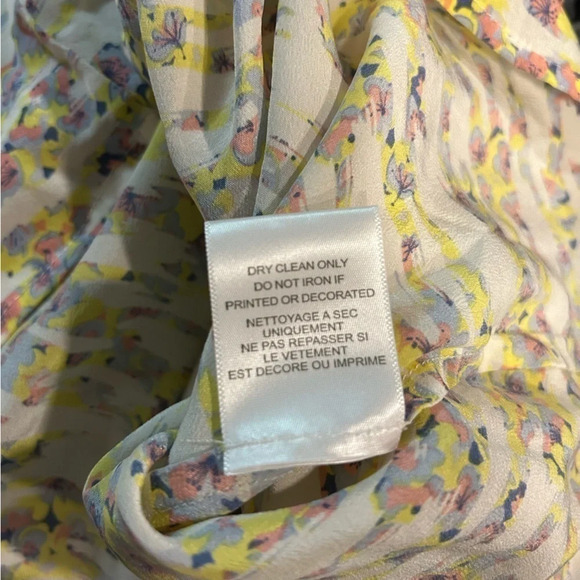 DRY CLEAN ONLY
DO NOT IRON IF
PRINTED OR DECORATED
NETTOYAGE A SEC
UNIQUEMENT
NE PAS REPASSER SI
LE VETEMENT
EST DECORE OU IMPRIME